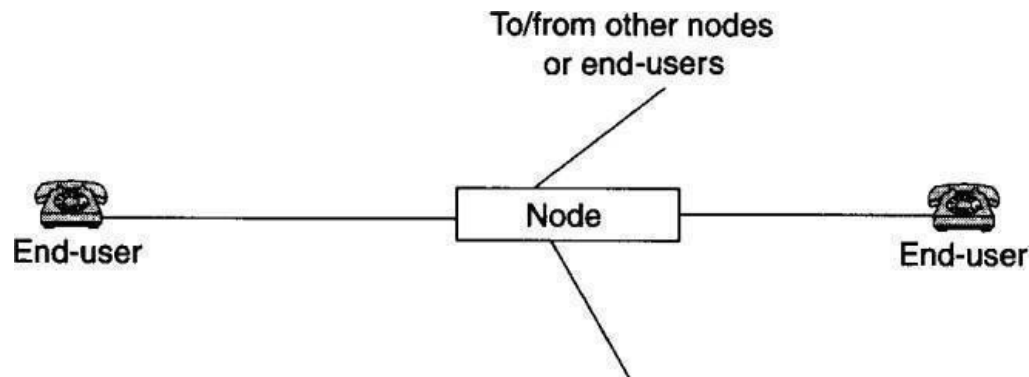 To/from other nodes
or end-users
Node
End-user
End-user